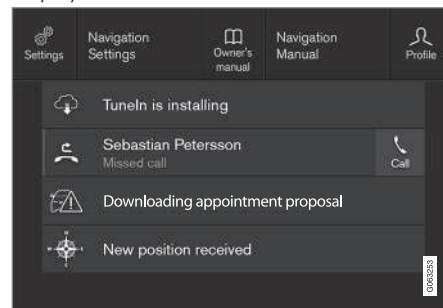 Settings
Navigation
Settings
Owner's
manual
Navigation
Manual
Profile
TuneIn is installing
Sebastian Petersson
Missed call
Call
Downloading appointment proposal
New position received
G063253